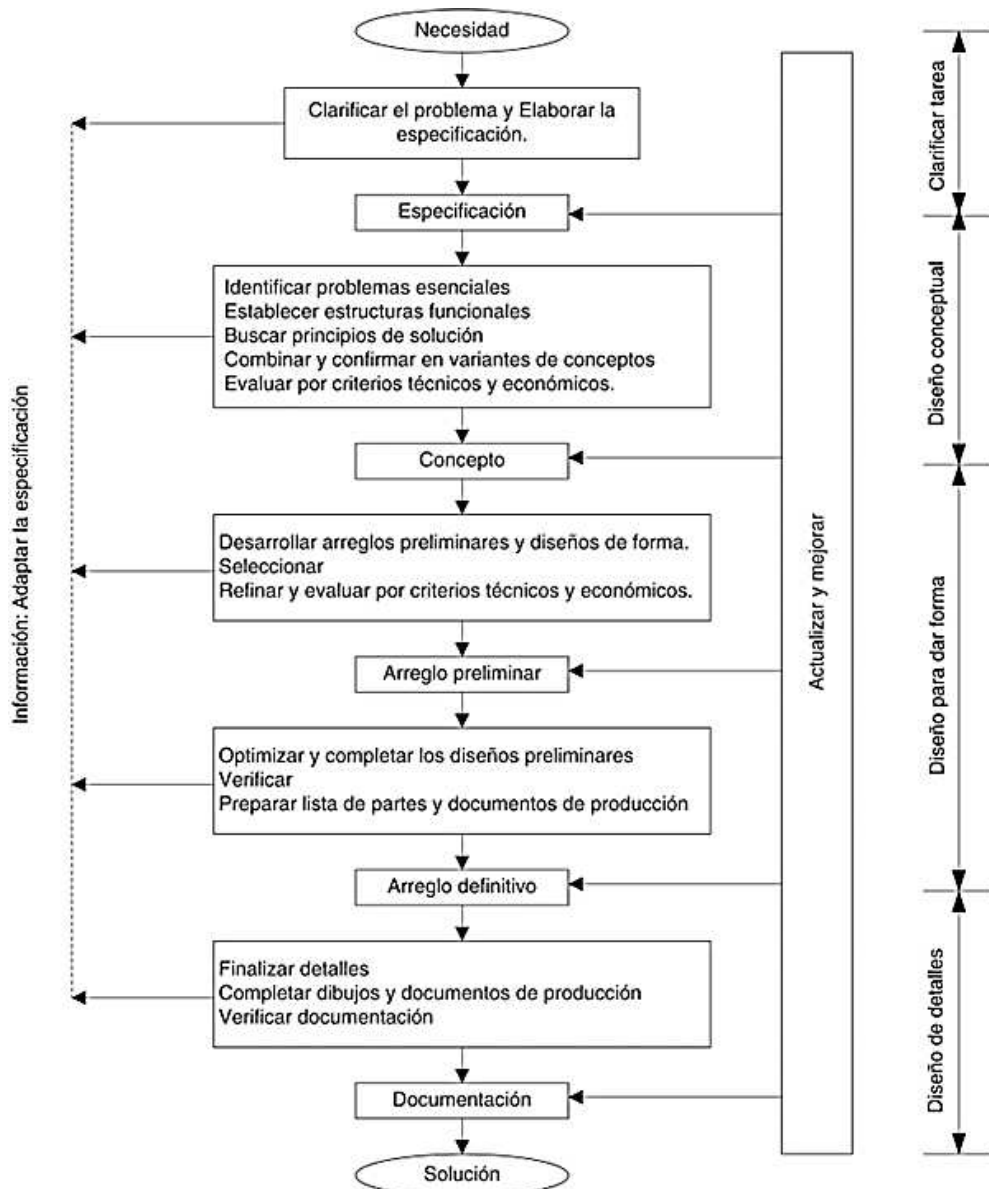 Necesidad
Clarificar el problema y Elaborar la
especificación.
Especificación
Identificar problemas esenciales
Establecer estructuras funcionales
Buscar principios de solución
Combinar y confirmar en variantes de conceptos
Evaluar por criterios técnicos y económicos.
Concepto
Desarrollar arreglos preliminares y diseños de forma.
Seleccionar
Refinar y evaluar por criterios técnicos y económicos.
Arreglo preliminar
Optimizar y completar los diseños preliminares
Verificar
Preparar lista de partes y documentos de producción
Arreglo definitivo
Finalizar detalles
Completar dibujos y documentos de producción
Verificar documentación
Documentación
Solución
Información: Adaptar la especificación
Actualizar y mejorar
Clarificar tarea
Diseño conceptual
Diseño para dar forma
Diseño de detalles